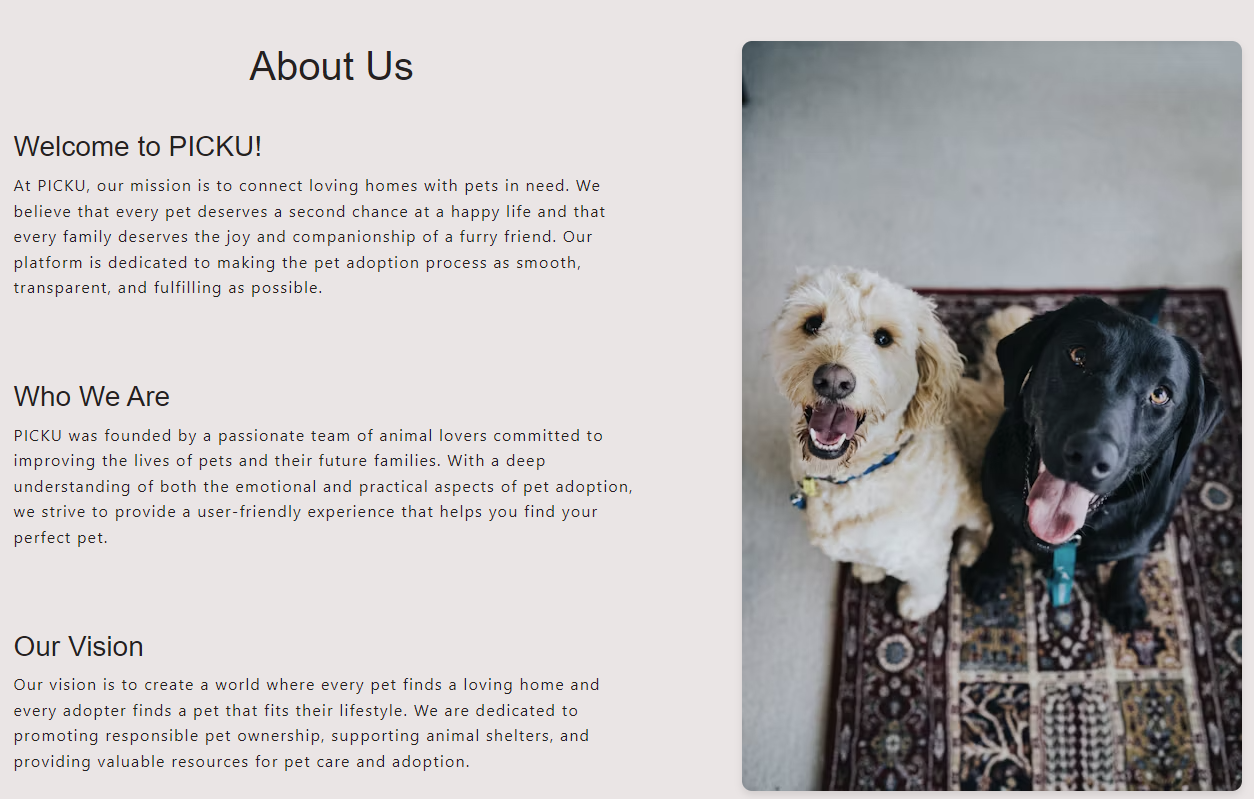 About Us
Welcome to PICKU!
At PICKU, our mission is to connect loving homes with pets in need. We
believe that every pet deserves a second chance at a happy life and that
every family deserves the joy and companionship of a furry friend. Our
platform is dedicated to making the pet adoption process as smooth,
transparent, and fulfilling as possible.
Who We Are
PICKU was founded by a passionate team of animal lovers committed to
improving the lives of pets and their future families. With a deep
understanding of both the emotional and practical aspects of pet adoption,
we strive to provide a user-friendly experience that helps you find your
perfect pet.
Our Vision
Our vision is to create a world where every pet finds a loving home and
every adopter finds a pet that fits their lifestyle. We are dedicated to
promoting responsible pet ownership, supporting animal shelters, and
providing valuable resources for pet care and adoption.